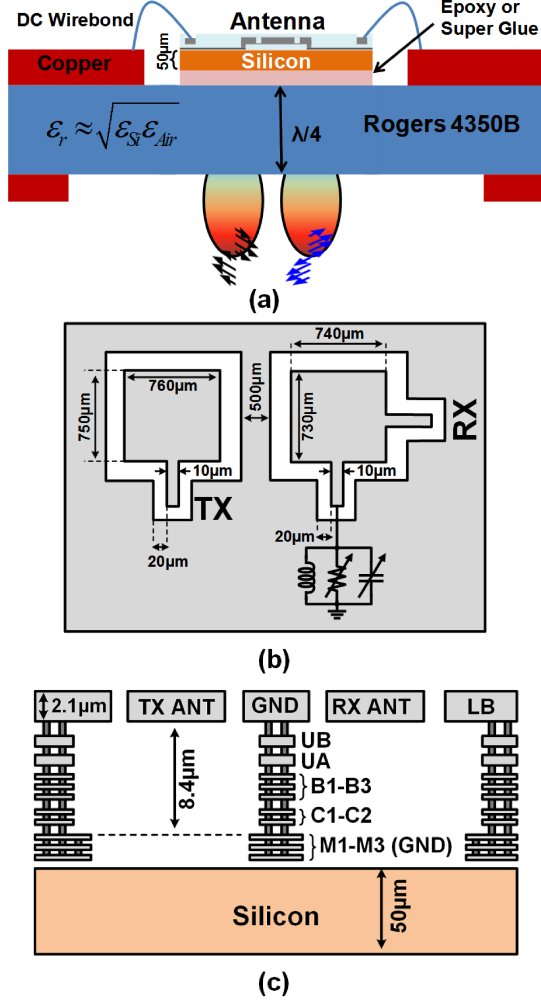 DC Wirebond
Antenna
Epoxy or
Super Glue
50μm
Copper
Silicon
εr ≈ √εSi εAir
λ/4
Rogers 4350B
(a)
740μm
760μm
750μm
500μm
730μm
RX
10μm
10μm
TX
20μm
20μm
(b)
2.1μm
TX ANT
GND
RX ANT
LB
UB
UA
8.4μm
B1-B3
C1-C2
M1-M3 (GND)
Silicon
50μm
(c)